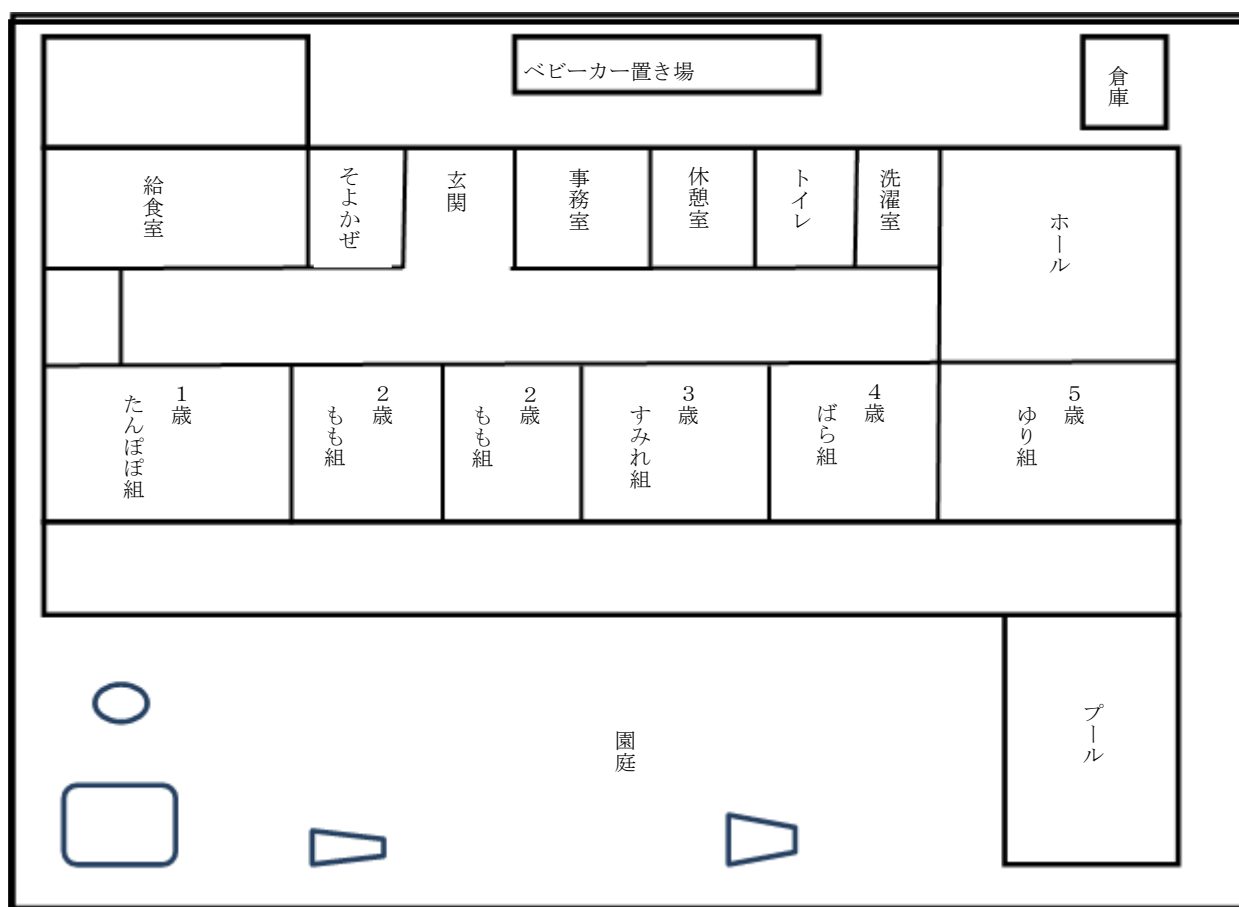 ベビーカー置き場
倉庫
給食室
そよかぜ
玄関
事務室
休憩室
トイレ
洗濯室
ホール
１歳
たんぽぽ組
２歳
もも組
２歳
もも組
３歳
すみれ組
４歳
ばら組
５歳
ゆり組
園庭
プール